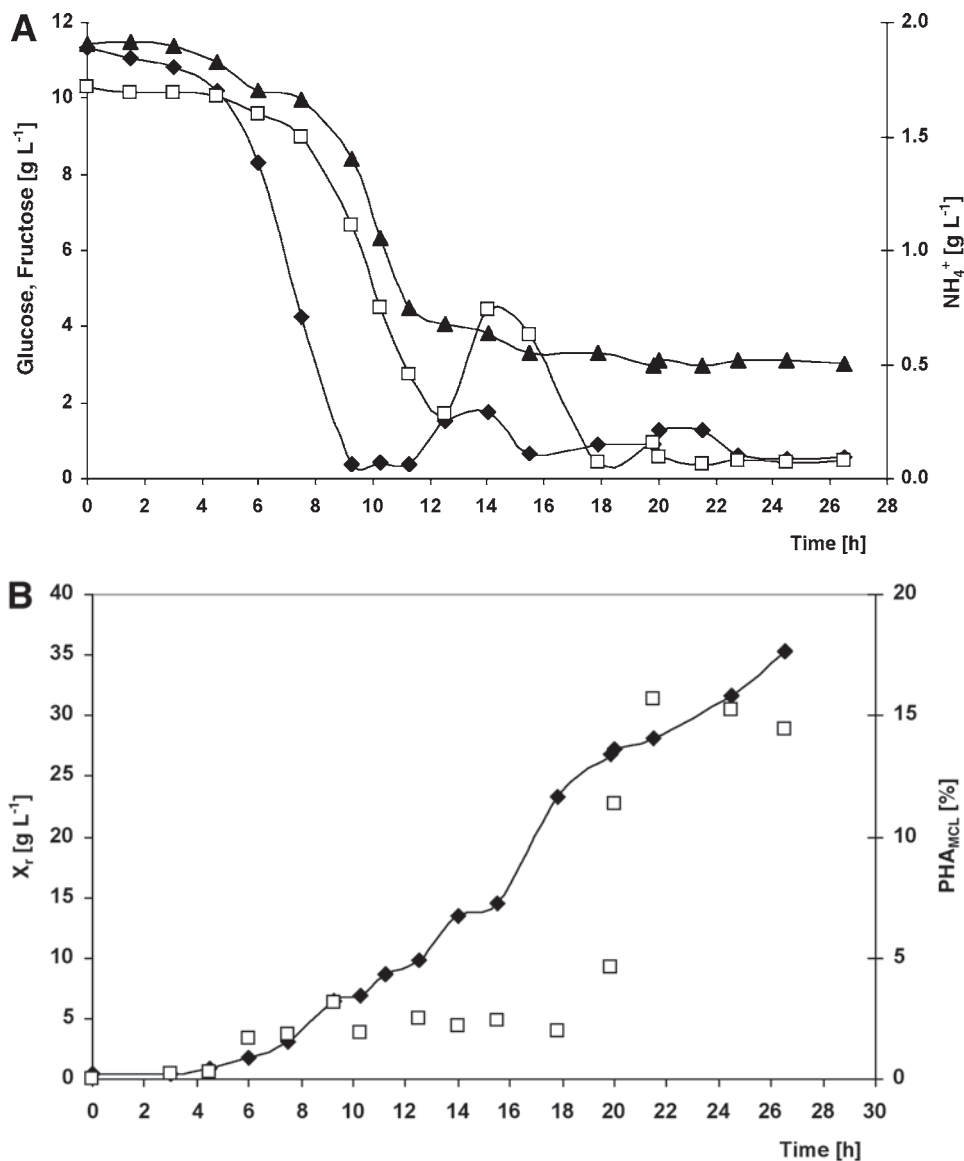 A
12
10
8
6
4
2
0
Glucose, Fructose [g L⁻¹]
2.0
1.5
1.0
0.5
0.0
NH₄⁺ [g L⁻¹]
0 2 4 6 8 10 12 14 16 18 20 22 24 26 28
Time [h]
B
40
35
30
25
20
15
10
5
0
Xᵣ [g L⁻¹]
20
15
10
5
0
PHA_MCL [%]
0 2 4 6 8 10 12 14 16 18 20 22 24 26 28 30
Time [h]